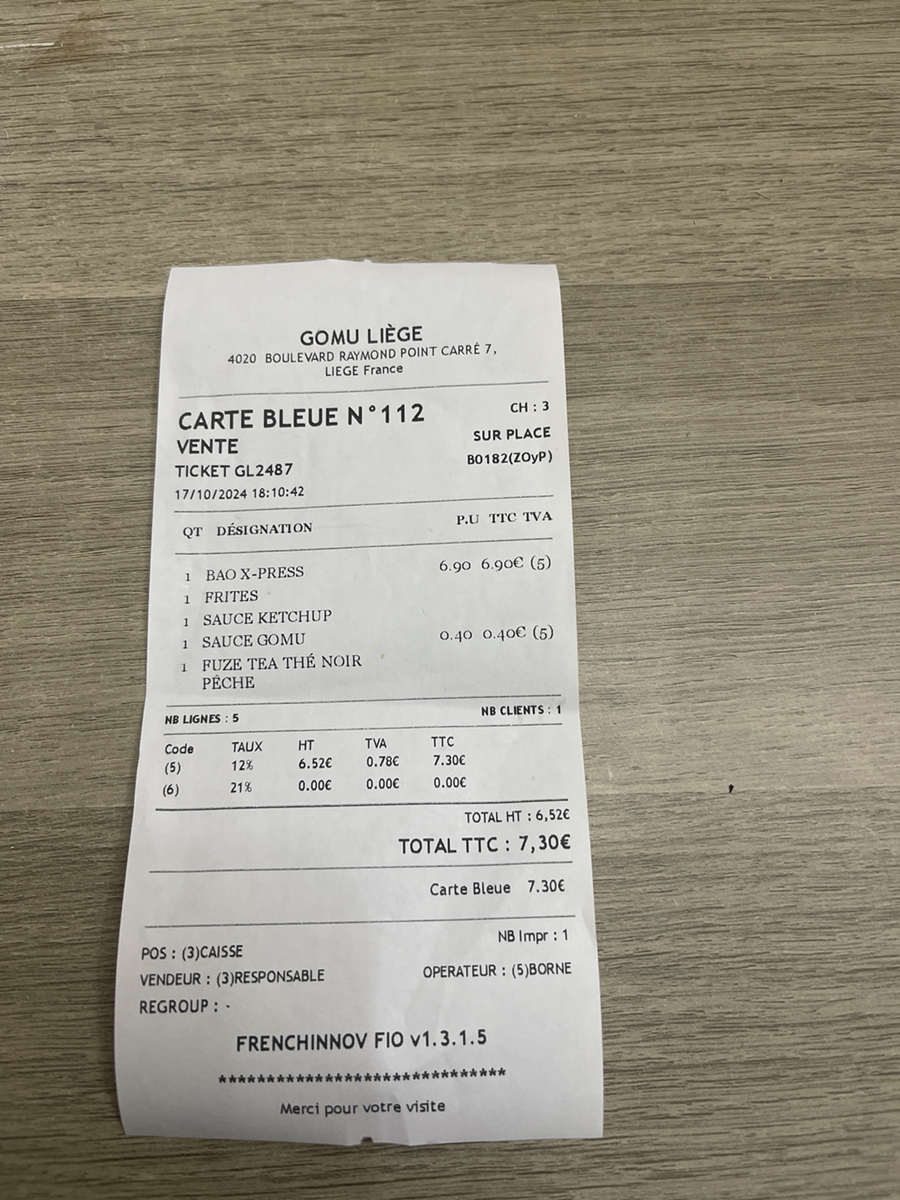 GOMU LIÈGE
4020 BOULEVARD RAYMOND POINT CARRÉ 7,
LIEGE France
CARTE BLEUE N°112 CH : 3
VENTE SUR PLACE
TICKET GL2487 B0182(ZOyP)
17/10/2024 18:10:42
QT DÉSIGNATION P.U TTC TVA
1 BAO X-PRESS 6.90 6.90€ (5)
1 FRITES
1 SAUCE KETCHUP
1 SAUCE GOMU 0.40 0.40€ (5)
1 FUZE TEA THÉ NOIR
PÊCHE
NB LIGNES : 5 NB CLIENTS : 1
Code TAUX HT TVA TTC
(5) 12% 6.52€ 0.78€ 7.30€
(6) 21% 0.00€ 0.00€ 0.00€
TOTAL HT : 6,52€
TOTAL TTC : 7,30€
Carte Bleue 7.30€
NB Impr : 1
POS : (3)CAISSE
VENDEUR : (3)RESPONSABLE OPERATEUR : (5)BORNE
REGROUP : -
FRENCHINNOV FIO v1.3.1.5
******************************
Merci pour votre visite